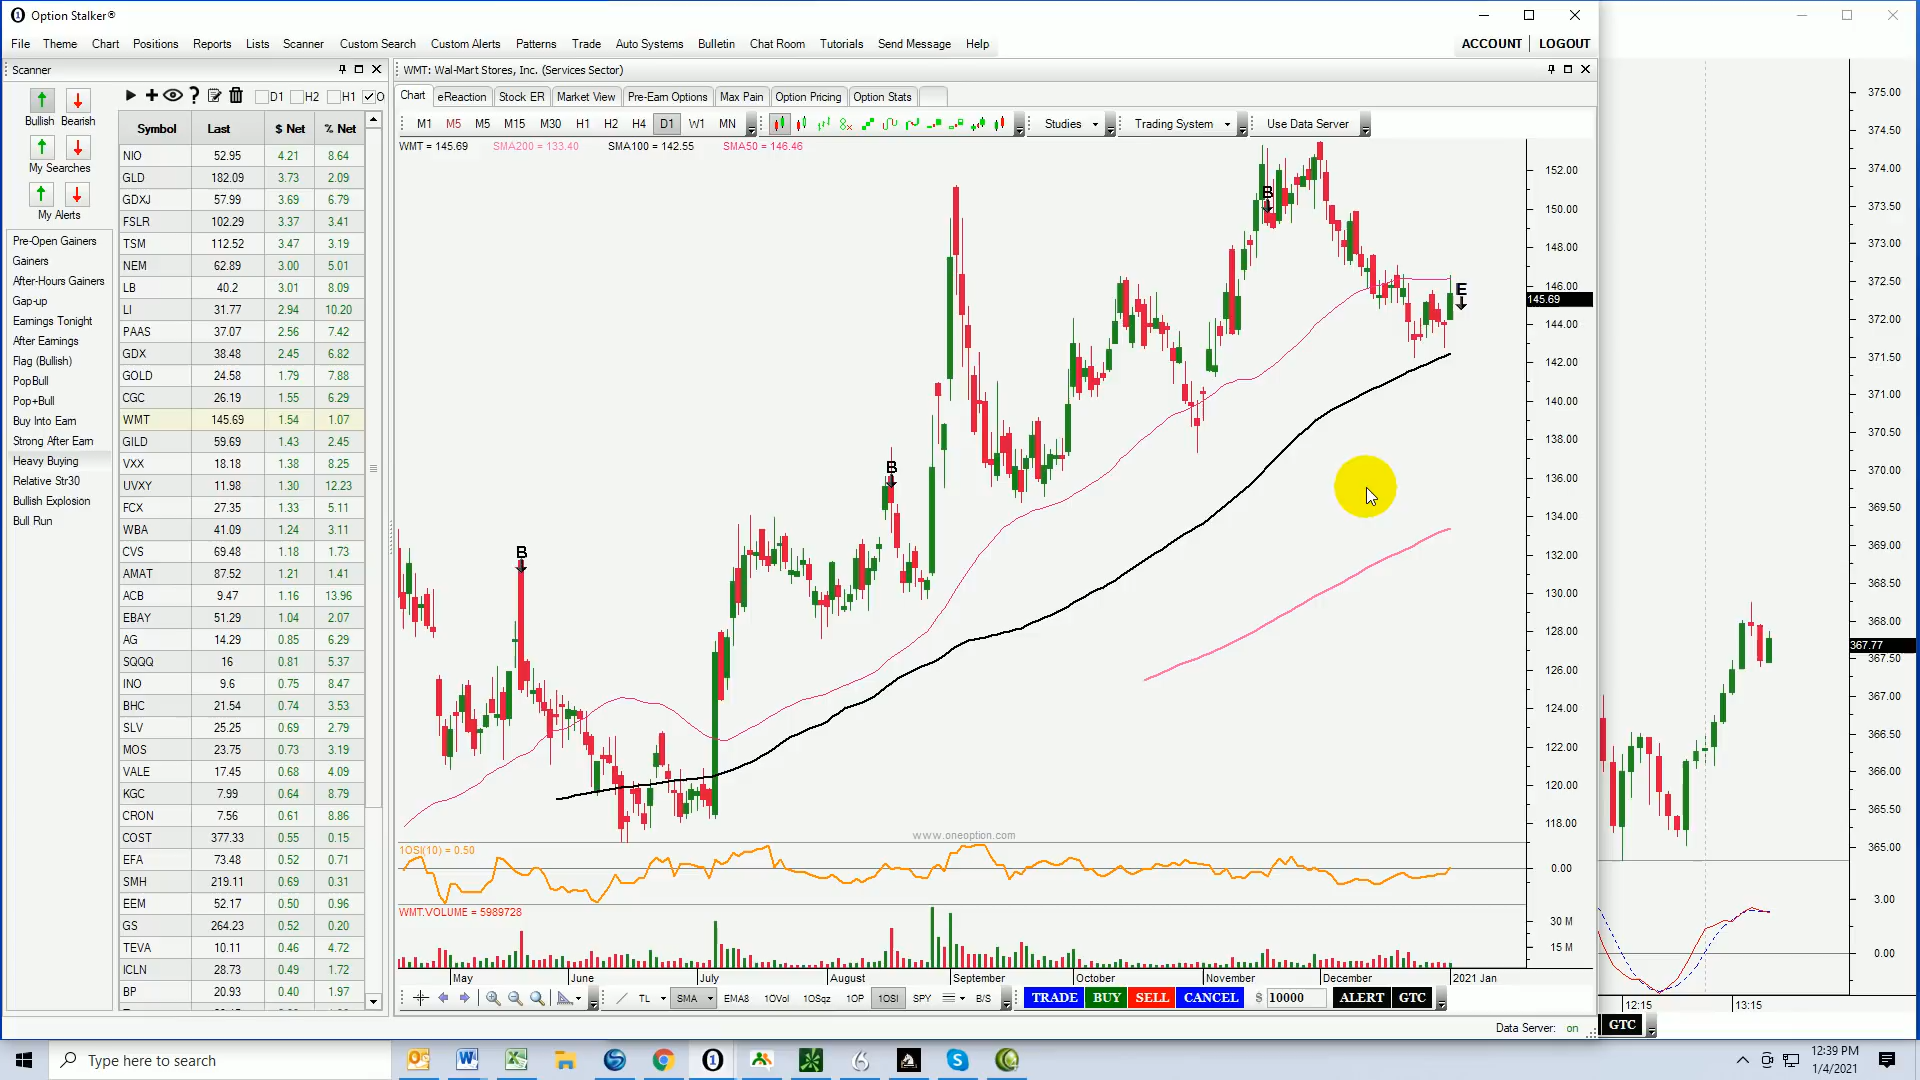 Option Stalker®
File Theme Chart Positions Reports Lists Scanner Custom Search Custom Alerts Patterns Trade Auto Systems Bulletin Chat Room Tutorials Send Message Help ACCOUNT LOGOUT
Scanner
WMT: Wal-Mart Stores, Inc. (Services Sector)
Chart eReaction Stock ER Market View Pre-Earn Options Max Pain Option Pricing Option Stats
D1 H2 H1 O
Bullish Bearish
My Searches
My Alerts
Pre-Open Gainers
Gainers
After-Hours Gainers
Gap-up
Earnings Tonight
After Earnings
Flag (Bullish)
PopBull
Pop+Bull
Buy Into Earn
Strong After Earn
Heavy Buying
Relative Str30
Bullish Explosion
Bull Run
Symbol Last $ Net % Net
NIO 52.95 4.21 8.64
GLD 182.09 3.73 2.09
GDXJ 57.99 3.69 6.79
FSLR 102.29 3.37 3.41
TSM 112.52 3.47 3.19
NEM 62.89 3.00 5.01
LB 40.2 3.01 8.09
LI 31.77 2.94 10.20
PAAS 37.07 2.56 7.42
GDX 38.48 2.45 6.82
GOLD 24.58 1.79 7.88
CGC 26.19 1.55 6.29
WMT 145.69 1.54 1.07
GILD 59.69 1.43 2.45
VXX 18.18 1.38 8.25
UVXY 11.98 1.30 12.23
FCX 27.35 1.33 5.11
WBA 41.09 1.24 3.11
CVS 69.48 1.18 1.73
AMAT 87.52 1.21 1.41
ACB 9.47 1.16 13.96
EBAY 51.29 1.04 2.07
AG 14.29 0.85 6.29
SQQQ 16 0.81 5.37
INO 9.6 0.75 8.47
BHC 21.54 0.74 3.53
SLV 25.25 0.69 2.79
MOS 23.75 0.73 3.19
VALE 17.45 0.68 4.09
KGC 7.99 0.64 8.79
CRON 7.56 0.61 8.86
COST 377.33 0.55 0.15
EFA 73.48 0.52 0.71
SMH 219.11 0.69 0.31
EEM 52.17 0.50 0.96
GS 264.23 0.52 0.20
TEVA 10.11 0.46 4.72
ICLN 28.73 0.49 1.72
BP 20.93 0.40 1.97
M1 M5 M5 M15 M30 H1 H2 H4 D1 W1 MN Studies Trading System Use Data Server
WMT = 145.69 SMA200 = 133.40 SMA100 = 142.55 SMA50 = 146.46
B
B
B
E
152.00
150.00
148.00
146.00
145.69
144.00
142.00
140.00
138.00
136.00
134.00
132.00
130.00
128.00
126.00
124.00
122.00
120.00
118.00
www.oneoption.com
1OSI(10) = 0.50
0.00
WMT.VOLUME = 5989728
30 M
15 M
May June July August September October November December 2021 Jan
TL SMA EMA8 1OVol 1OSqz 1OP 1OSI SPY B/S TRADE BUY SELL CANCEL $ 10000 ALERT GTC
Data Server: on
375.00
374.50
374.00
373.50
373.00
372.50
372.00
371.50
371.00
370.50
370.00
369.50
369.00
368.50
368.00
367.77
367.50
367.00
366.50
366.00
365.50
365.00
3.00
0.00
12:15 13:15
GTC
Type here to search
12:39 PM
1/4/2021